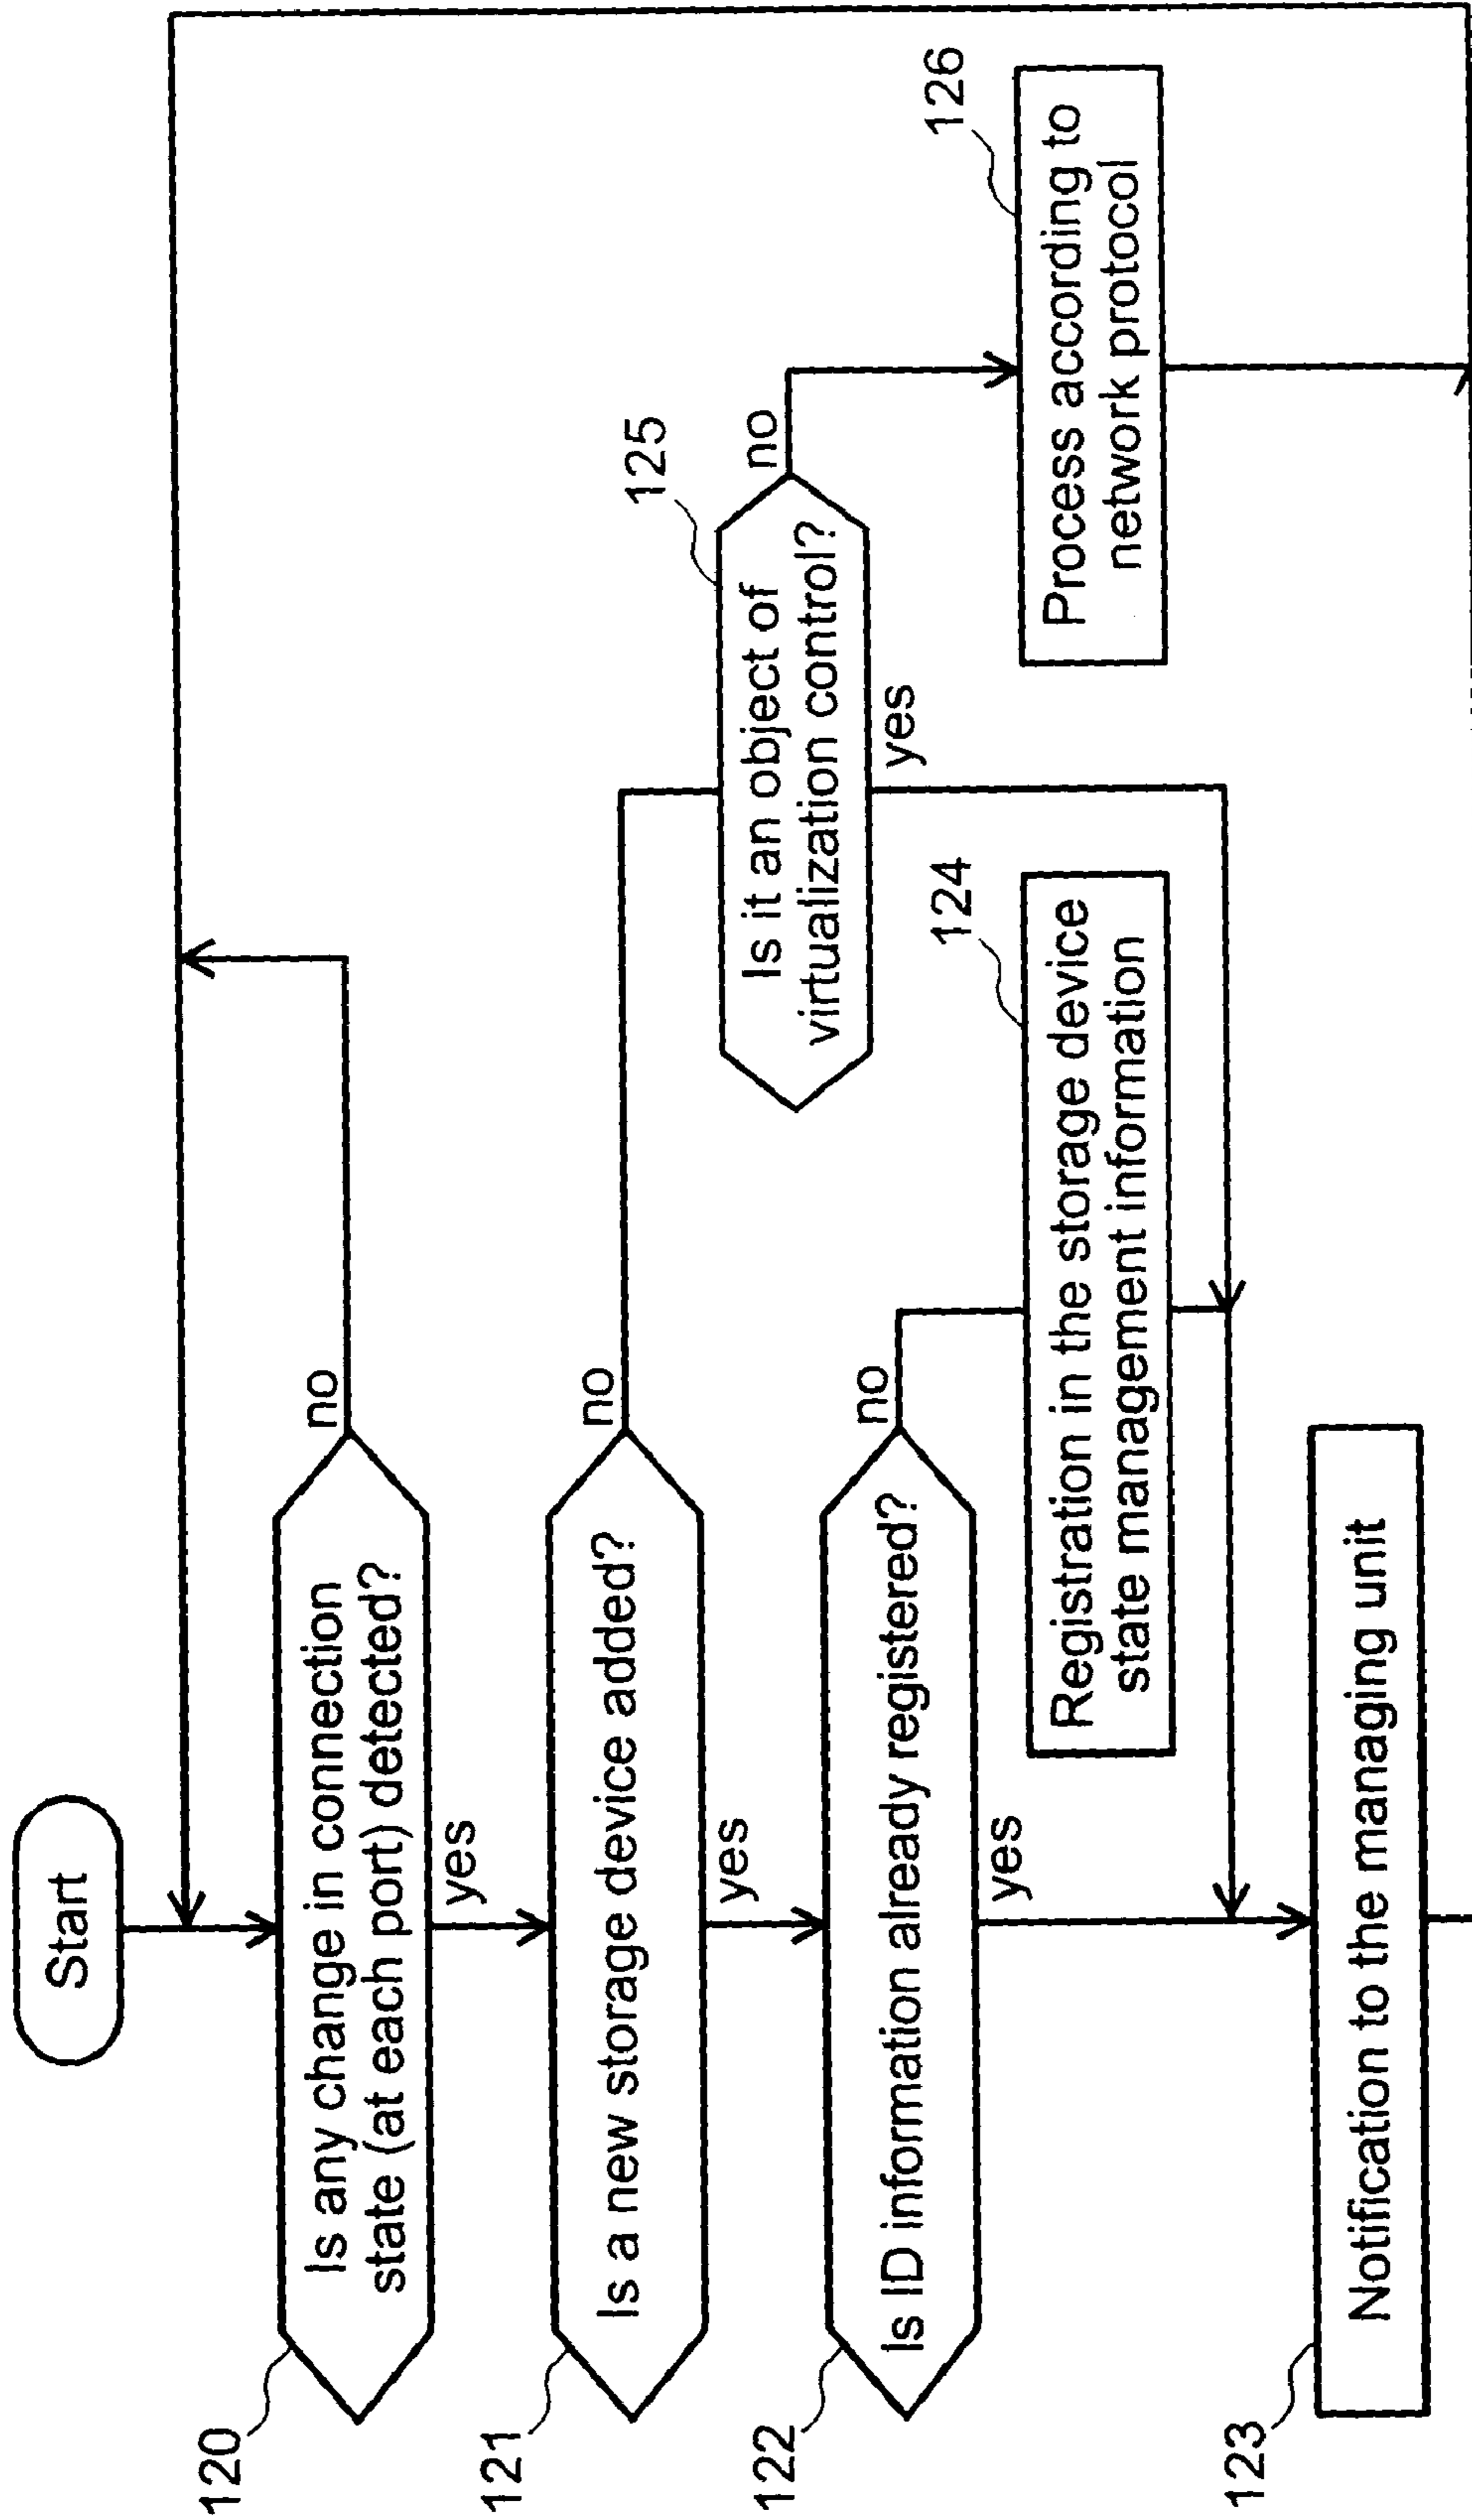 Start
120
Is any change in connection
state (at each port) detected?
no
yes
121
Is a new storage device added?
no
yes
125
Is it an object of
virtualization control?
no
yes
122
Is ID information already registered?
no
yes
124
Registration in the storage device
state management information
126
Process according to
network protocol
123
Notification to the managing unit